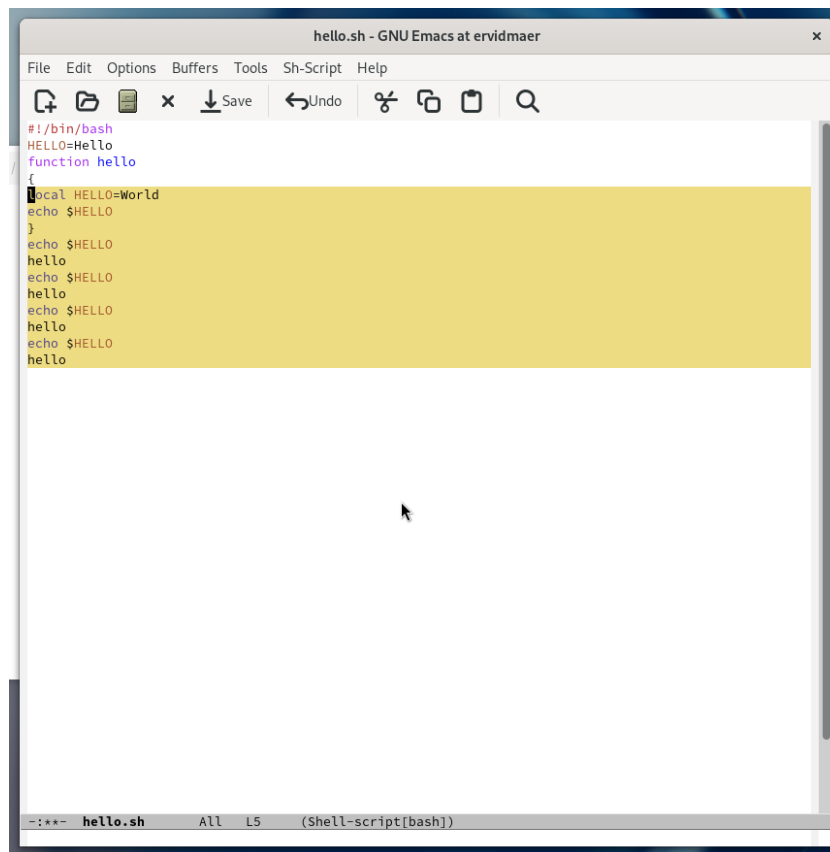 hello.sh - GNU Emacs at ervidmaer
File Edit Options Buffers Tools Sh-Script Help
Save Undo
#!/bin/bash
HELLO=Hello
function hello
{
local HELLO=World
echo $HELLO
}
echo $HELLO
hello
echo $HELLO
hello
echo $HELLO
hello
echo $HELLO
hello
-:**- hello.sh All L5 (Shell-script[bash])